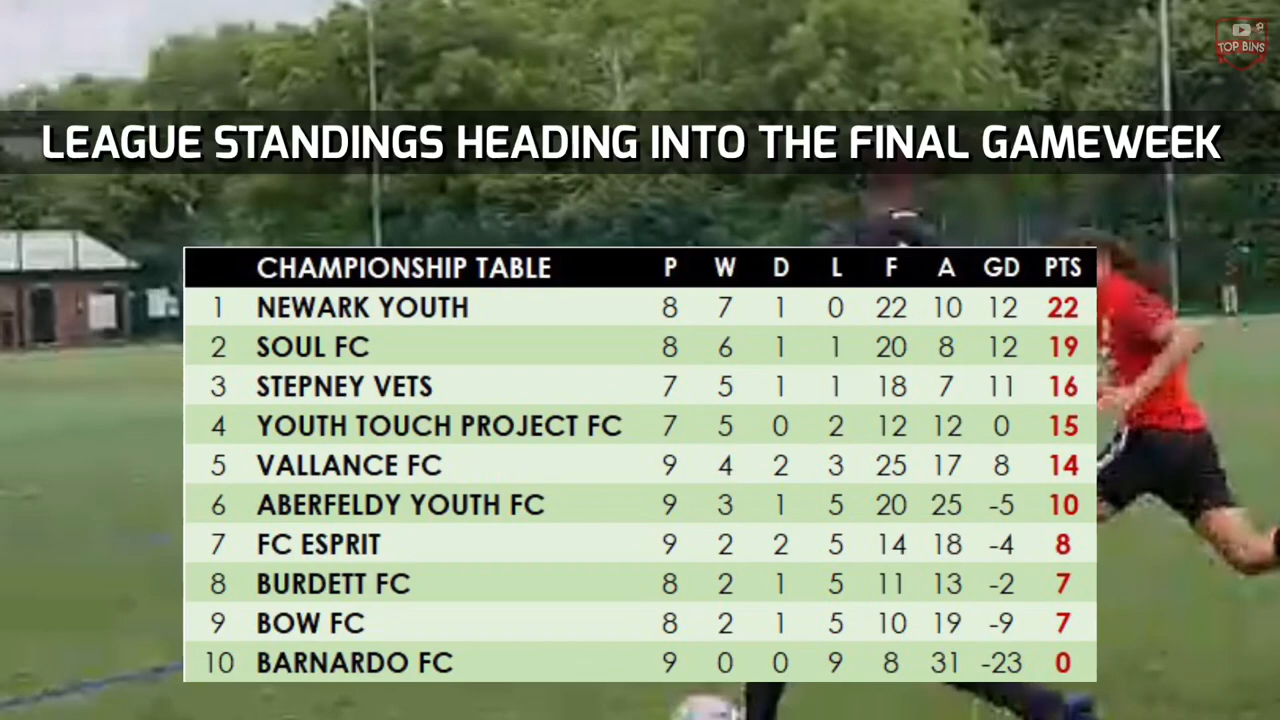 TOP BINS
LEAGUE STANDINGS HEADING INTO THE FINAL GAMEWEEK
CHAMPIONSHIP TABLE P W D L F A GD PTS
1 NEWARK YOUTH 8 7 1 0 22 10 12 22
2 SOUL FC 8 6 1 1 20 8 12 19
3 STEPNEY VETS 7 5 1 1 18 7 11 16
4 YOUTH TOUCH PROJECT FC 7 5 0 2 12 12 0 15
5 VALLANCE FC 9 4 2 3 25 17 8 14
6 ABERFELDY YOUTH FC 9 3 1 5 20 25 -5 10
7 FC ESPRIT 9 2 2 5 14 18 -4 8
8 BURDETT FC 8 2 1 5 11 13 -2 7
9 BOW FC 8 2 1 5 10 19 -9 7
10 BARNARDO FC 9 0 0 9 8 31 -23 0